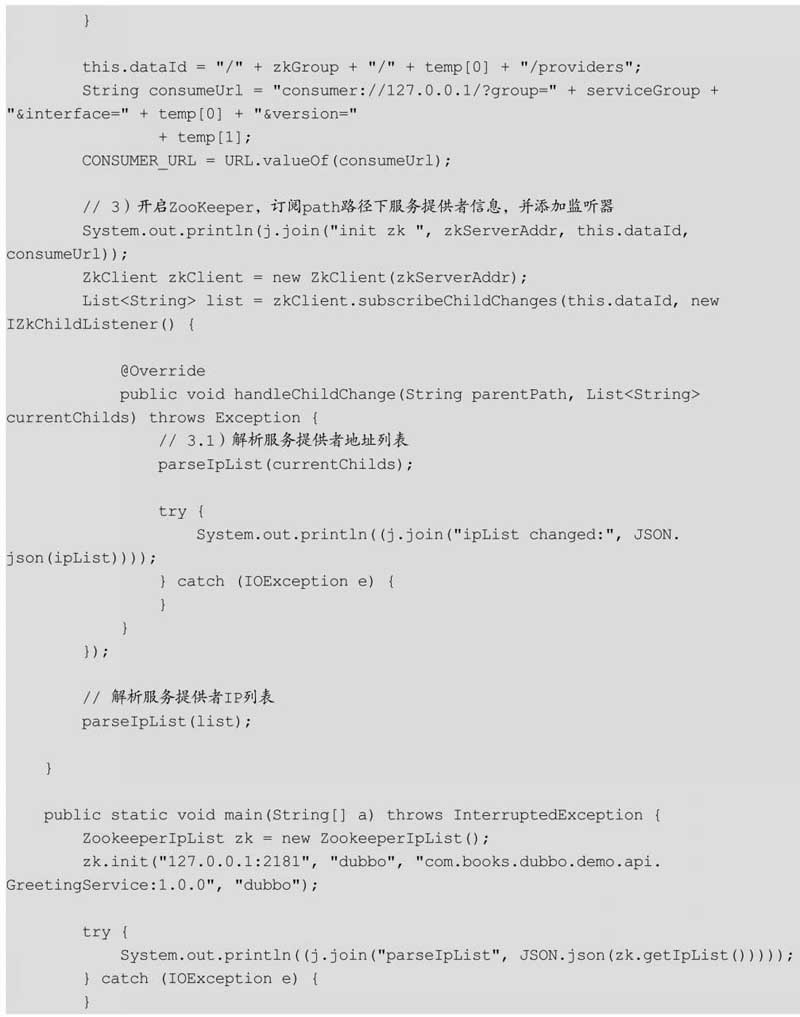 }

        this.dataId = "/" + zkGroup + "/" + temp[0] + "/providers";
        String consumeUrl = "consumer://127.0.0.1/?group=" + serviceGroup +
"&interface=" + temp[0] + "&version="
                + temp[1];
        CONSUMER_URL = URL.valueOf(consumeUrl);

        // 3）开启ZooKeeper，订阅path路径下服务提供者信息，并添加监听器
        System.out.println(j.join("init zk ", zkServerAddr, this.dataId,
consumeUrl));
        ZkClient zkClient = new ZkClient(zkServerAddr);
        List<String> list = zkClient.subscribeChildChanges(this.dataId, new
IZkChildListener() {

            @Override
            public void handleChildChange(String parentPath, List<String>
currentChilds) throws Exception {
                // 3.1）解析服务提供者地址列表
                parseIpList(currentChilds);

                try {
                    System.out.println((j.join("ipList changed:", JSON.
json(ipList))));
                } catch (IOException e) {
                }
            }
        });

        // 解析服务提供者IP列表
        parseIpList(list);

    }

    public static void main(String[] a) throws InterruptedException {
        ZookeeperIpList zk = new ZookeeperIpList();
        zk.init("127.0.0.1:2181", "dubbo", "com.books.dubbo.demo.api.
GreetingService:1.0.0", "dubbo");

        try {
            System.out.println((j.join("parseIpList", JSON.json(zk.getIpList()))));
        } catch (IOException e) {
        }